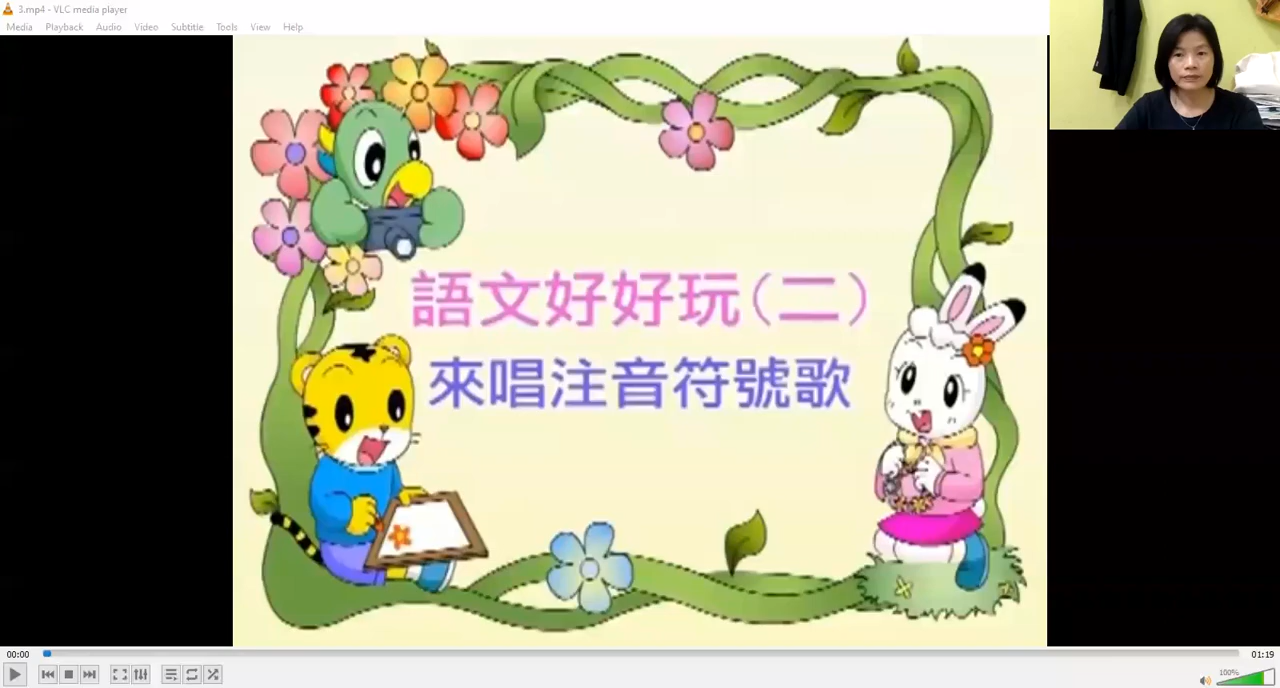 3.mp4 - VLC media player
Media Playback Audio Video Subtitle Tools View Help
語文好好玩(二)
來唱注音符號歌
00:00
01:19
100%